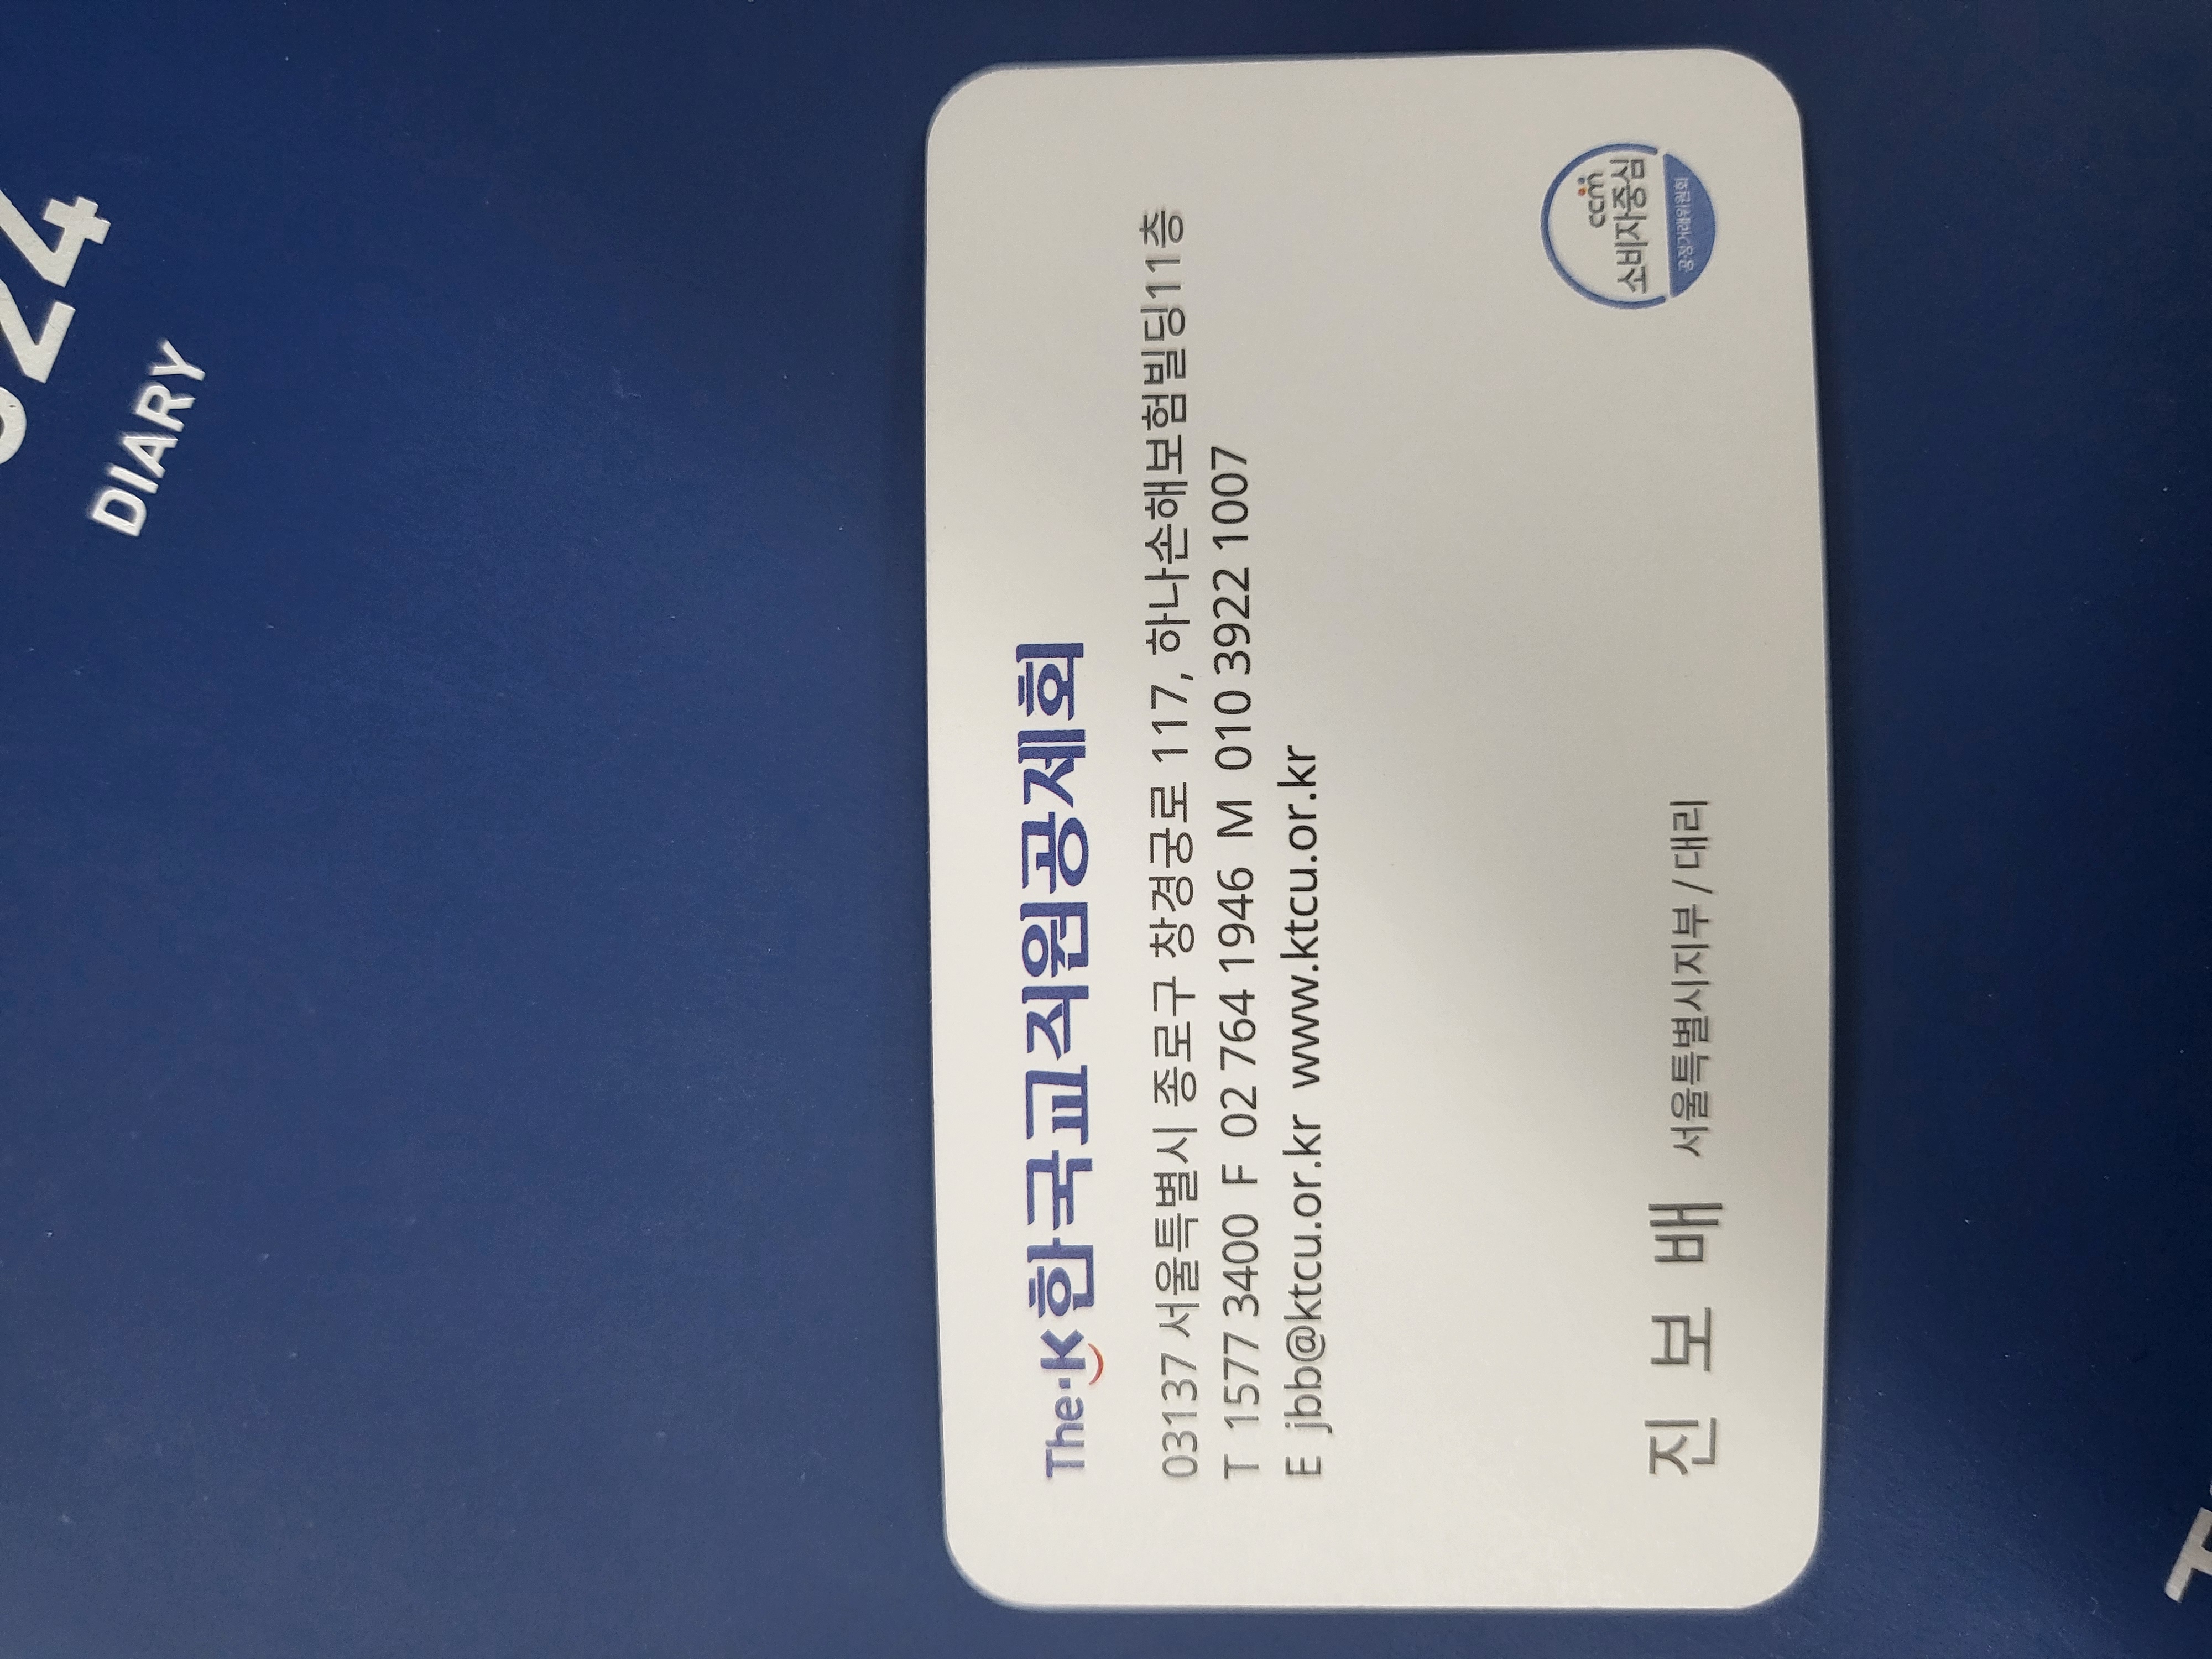 24
DIARY
The·K 한국교직원공제회
03137 서울특별시 종로구 창경궁로 117, 하나손해보험빌딩11층
T 1577 3400 F 02 764 1946 M 010 3922 1007
E jbb@ktcu.or.kr www.ktcu.or.kr
ccm
소비자중심
공정거래위원회
진 보 배 서울특별시지부 / 대리